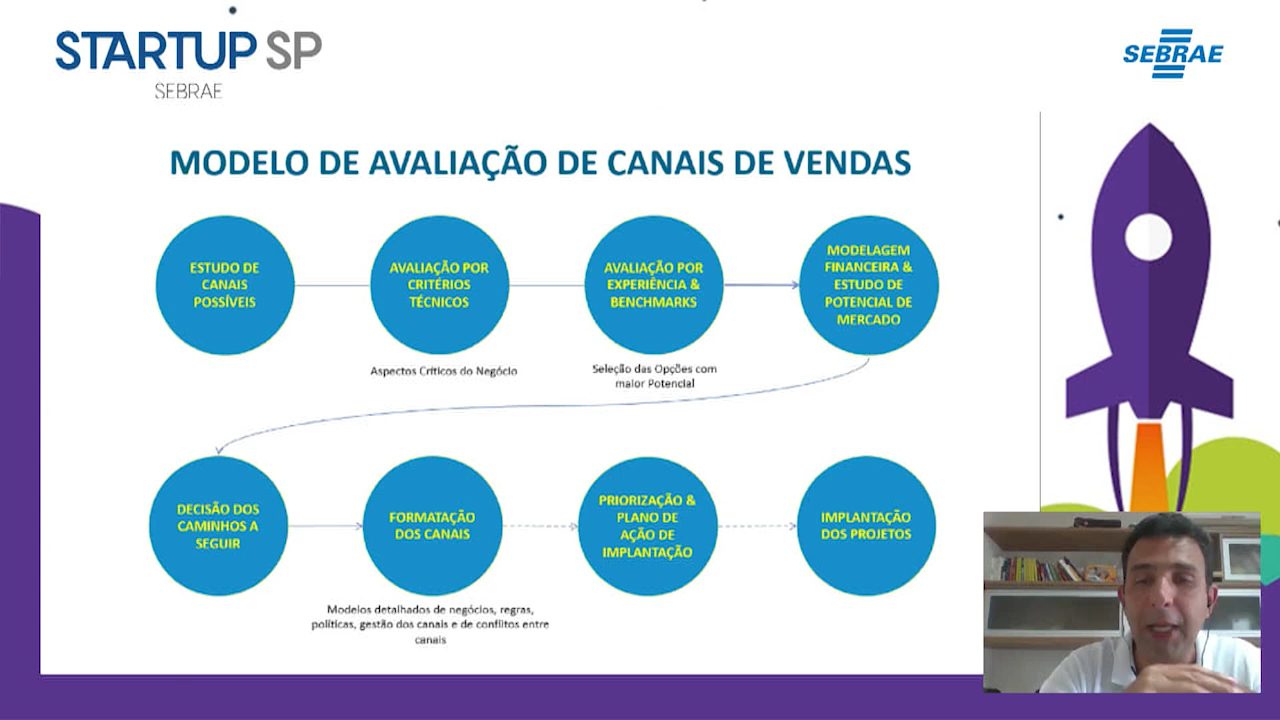 STARTUP SP
SEBRAE
SEBRAE
MODELO DE AVALIAÇÃO DE CANAIS DE VENDAS
ESTUDO DE
CANAIS
POSSÍVEIS
AVALIAÇÃO POR
CRITÉRIOS
TÉCNICOS
AVALIAÇÃO POR
EXPERIÊNCIA &
BENCHMARKS
MODELAGEM
FINANCEIRA &
ESTUDO DE
POTENCIAL DE
MERCADO
Aspectos Críticos do Negócio
Seleção das Opções com
maior Potencial
DECISÃO DOS
CAMINHOS A
SEGUIR
FORMATAÇÃO
DOS CANAIS
PRIORIZAÇÃO &
PLANO DE
AÇÃO DE
IMPLANTAÇÃO
IMPLANTAÇÃO
DOS PROJETOS
Modelos detalhados de negócios, regras,
políticas, gestão dos canais e de conflitos entre
canais